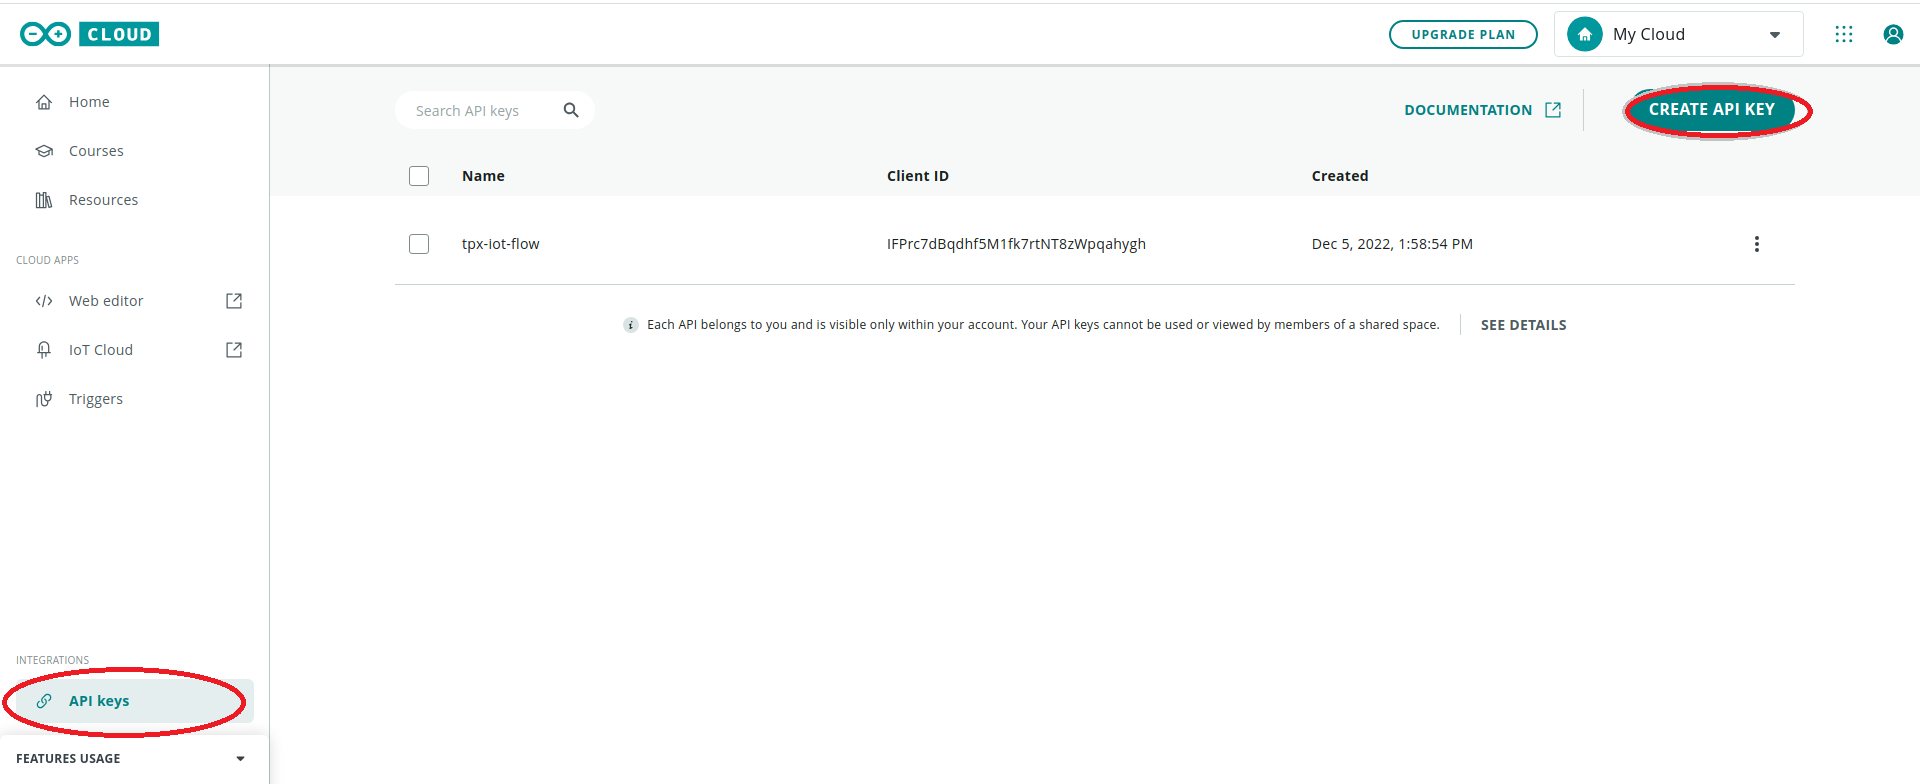 CLOUD
UPGRADE PLAN
My Cloud
Home
Courses
Resources
CLOUD APPS
Web editor
IoT Cloud
Triggers
INTEGRATIONS
API keys
FEATURES USAGE
Search API keys
DOCUMENTATION
CREATE API KEY
Name Client ID Created
tpx-iot-flow IFPrc7dBqdhf5M1fk7rtNT8zWpqahygh Dec 5, 2022, 1:58:54 PM
Each API belongs to you and is visible only within your account. Your API keys cannot be used or viewed by members of a shared space. SEE DETAILS